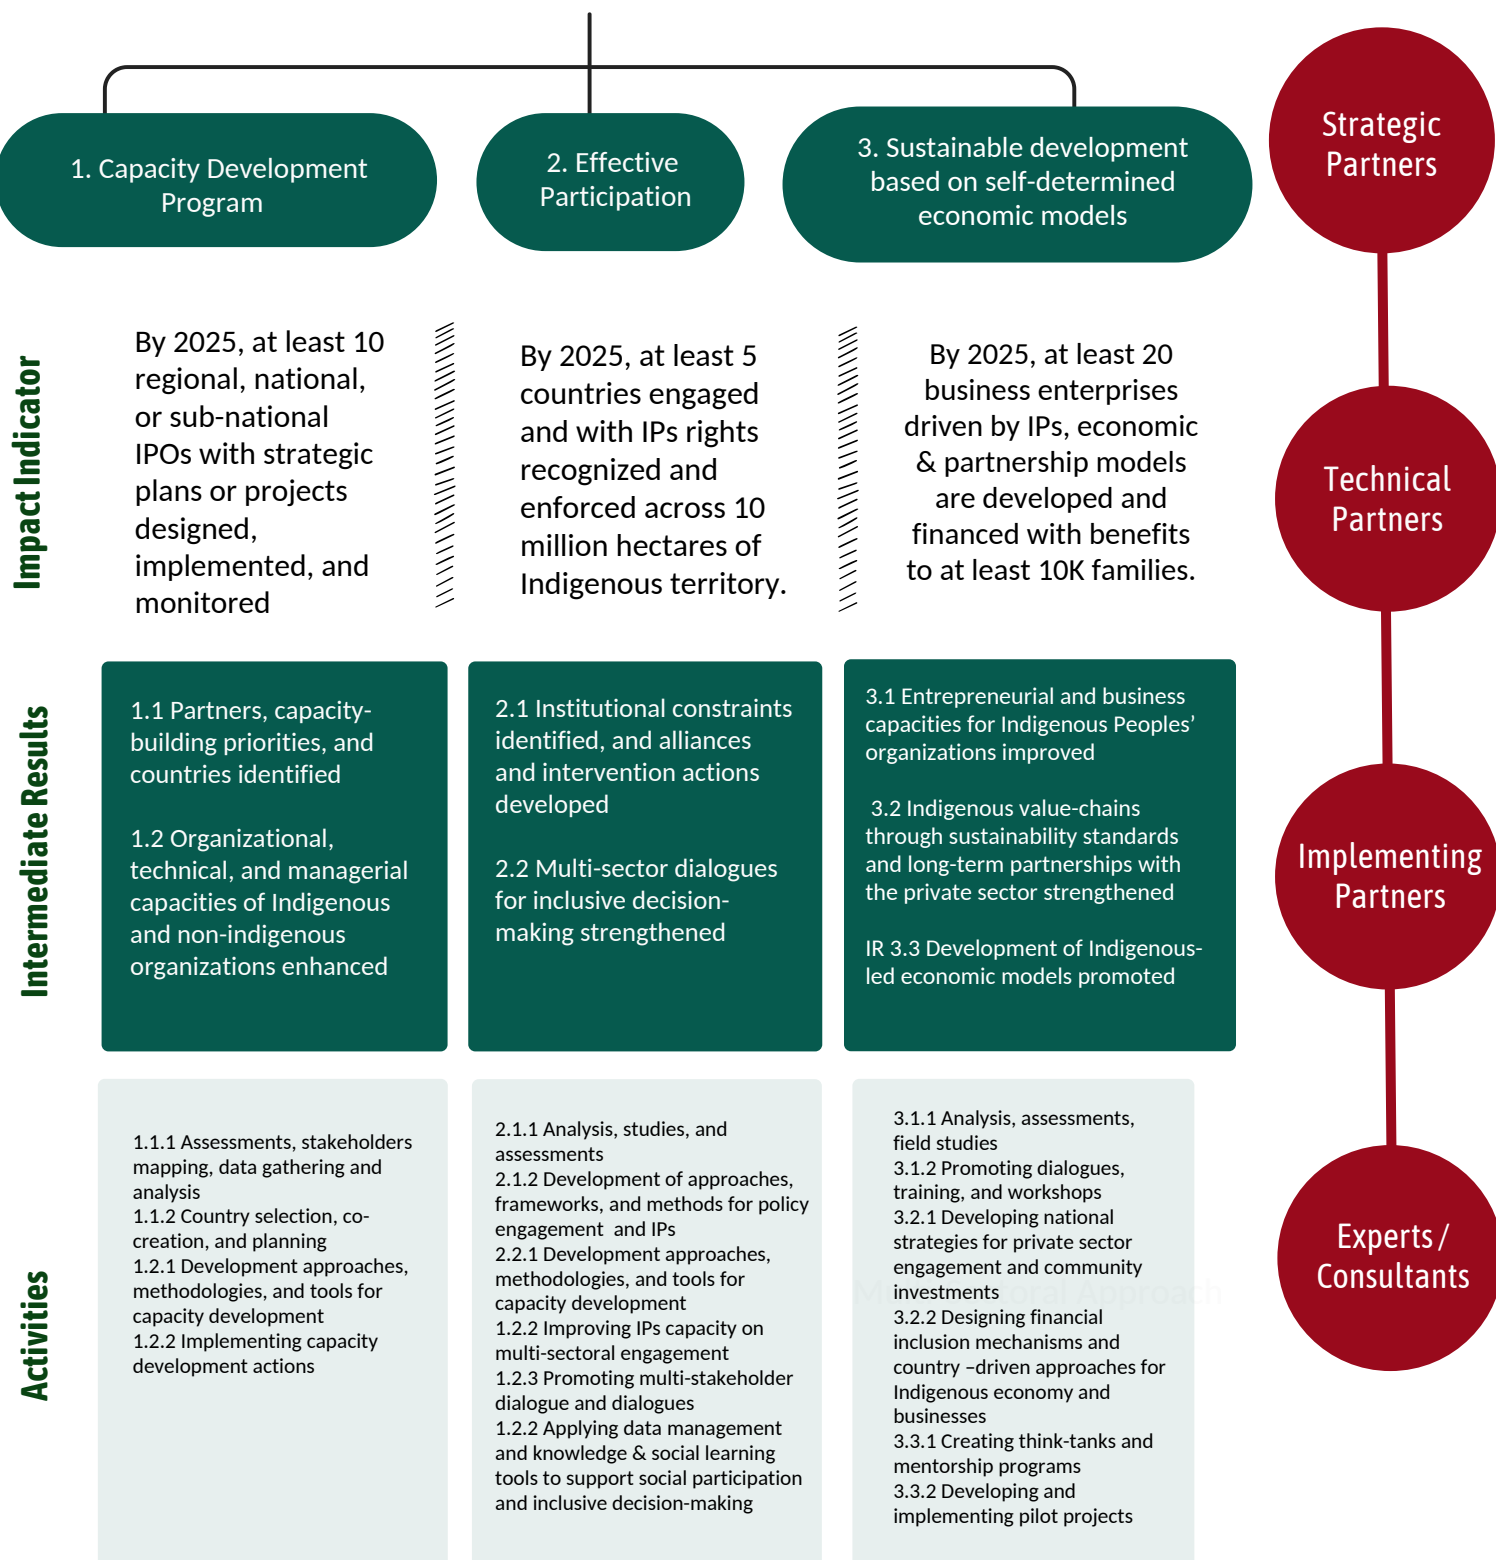 1. Capacity Development
Program
2. Effective
Participation
3. Sustainable development
based on self-determined
economic models
Impact Indicator
By 2025, at least 10
regional, national,
or sub-national
IPOs with strategic
plans or projects
designed,
implemented, and
monitored
By 2025, at least 5
countries engaged
and with IPs rights
recognized and
enforced across 10
million hectares of
Indigenous territory.
By 2025, at least 20
business enterprises
driven by IPs, economic
& partnership models
are developed and
financed with benefits
to at least 10K families.
Intermediate Results
1.1 Partners, capacity-
building priorities, and
countries identified
1.2 Organizational,
technical, and managerial
capacities of Indigenous
and non-indigenous
organizations enhanced
2.1 Institutional constraints
identified, and alliances
and intervention actions
developed
2.2 Multi-sector dialogues
for inclusive decision-
making strengthened
3.1 Entrepreneurial and business
capacities for Indigenous Peoples’
organizations improved
3.2 Indigenous value-chains
through sustainability standards
and long-term partnerships with
the private sector strengthened
IR 3.3 Development of Indigenous-
led economic models promoted
Activities
1.1.1 Assessments, stakeholders
mapping, data gathering and
analysis
1.1.2 Country selection, co-
creation, and planning
1.2.1 Development approaches,
methodologies, and tools for
capacity development
1.2.2 Implementing capacity
development actions
2.1.1 Analysis, studies, and
assessments
2.1.2 Development of approaches,
frameworks, and methods for policy
engagement  and IPs
2.2.1 Development approaches,
methodologies, and tools for
capacity development
1.2.2 Improving IPs capacity on
multi-sectoral engagement
1.2.3 Promoting multi-stakeholder
dialogue and dialogues
1.2.2 Applying data management
and knowledge & social learning
tools to support social participation
and inclusive decision-making
3.1.1 Analysis, assessments,
field studies
3.1.2 Promoting dialogues,
training, and workshops
3.2.1 Developing national
strategies for private sector
engagement and community
investments
3.2.2 Designing financial
inclusion mechanisms and
country –driven approaches for
Indigenous economy and
businesses
3.3.1 Creating think-tanks and
mentorship programs
3.3.2 Developing and
implementing pilot projects
Approach
Strategic
Partners
Technical
Partners
Implementing
Partners
Experts /
Consultants